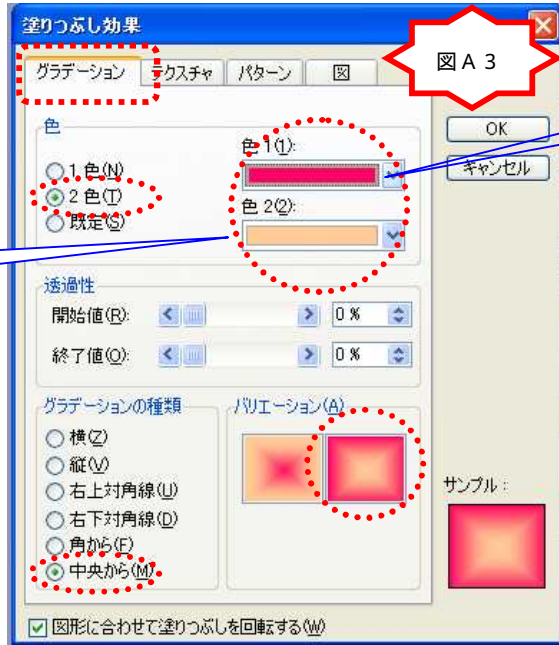 塗りつぶし効果
図A3
グラデーション テクスチャ パターン 図
色
色 1(1):
1 色(N)
2 色(T)
色 2(2):
既定(S)
OK
キャンセル
透過性
開始値(R): 0 %
終了値(O): 0 %
グラデーションの種類
横(Z)
縦(V)
右上対角線(U)
右下対角線(D)
角から(F)
中央から(M)
バリエーション(A)
サンプル:
図形に合わせて塗りつぶしを回転する(W)